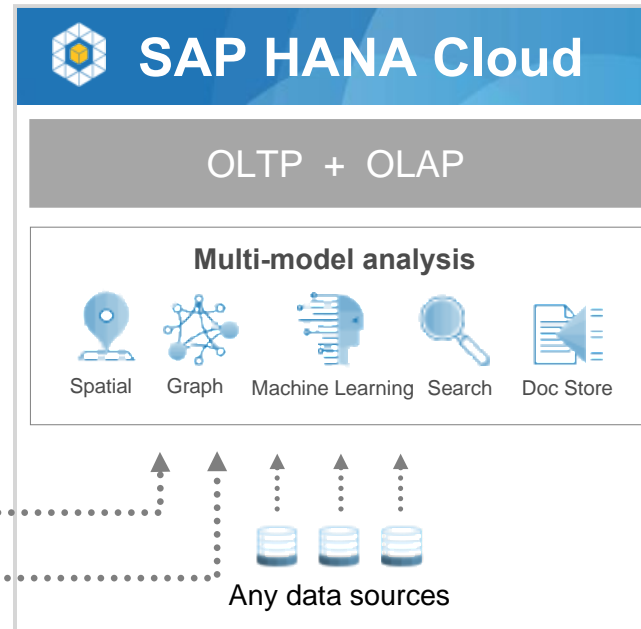 SAP HANA Cloud
OLTP + OLAP
Multi-model analysis
Spatial Graph Machine Learning Search Doc Store
Any data sources